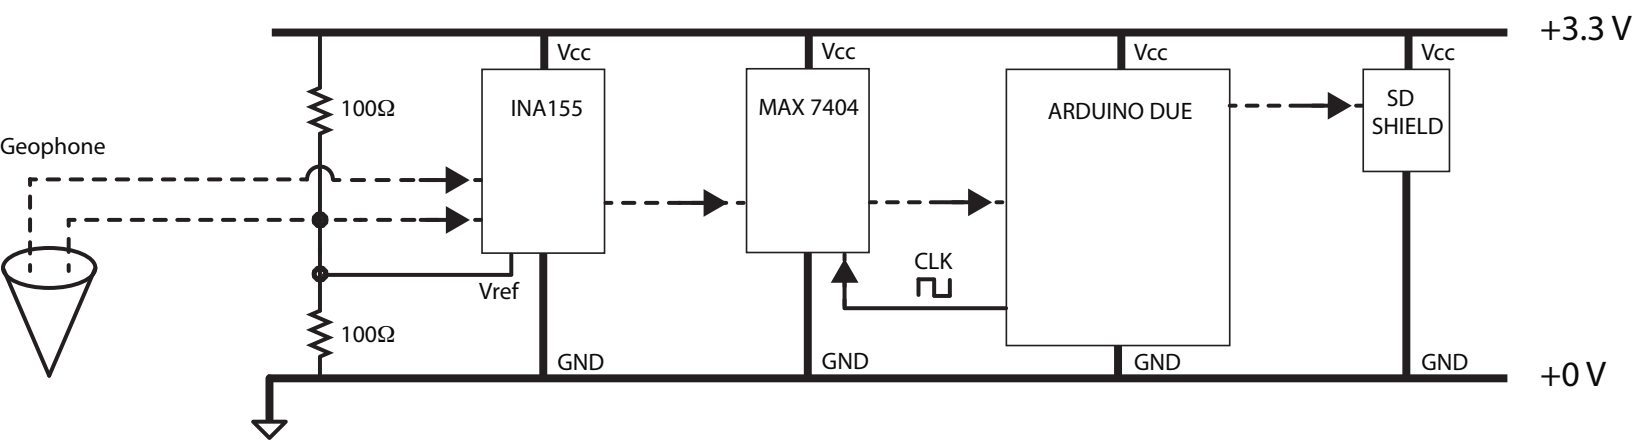 +3.3 V
Vcc
Vcc
Vcc
Vcc
100Ω
INA155
MAX 7404
ARDUINO DUE
SD
SHIELD
Geophone
CLK
Vref
100Ω
GND
GND
GND
GND
+0 V